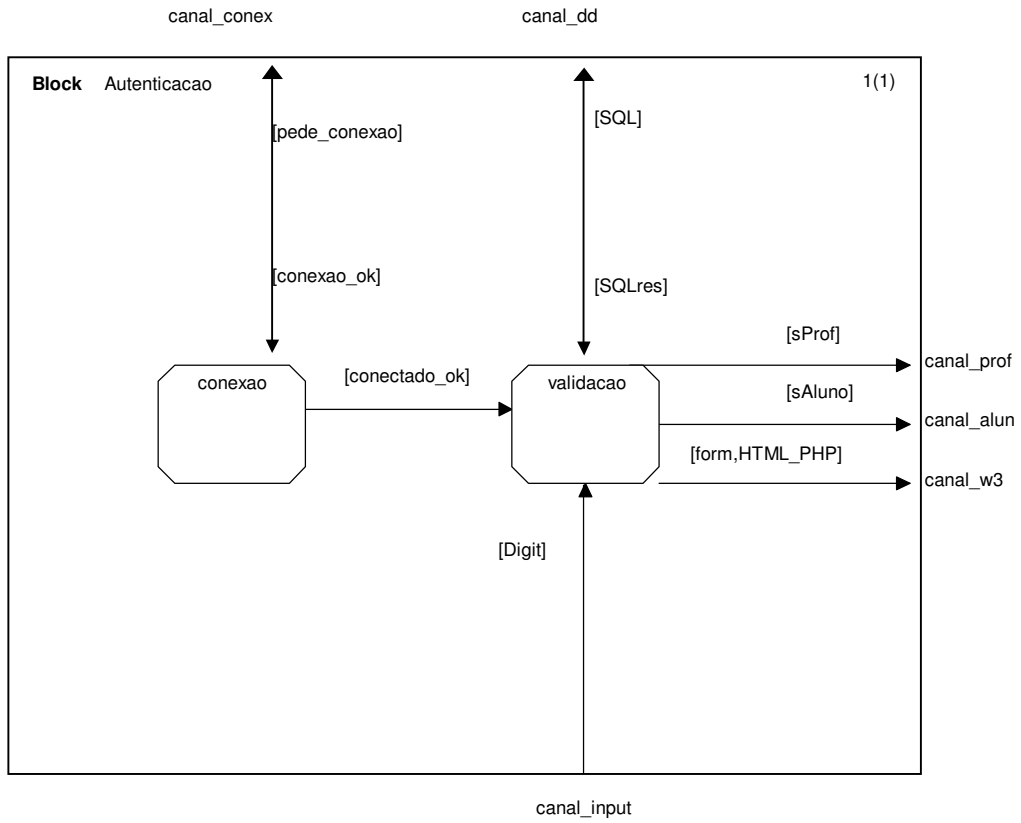 canal_conex canal_dd
Block Autenticacao 1(1)
[SQL]
[pede_conexao]
[conexao_ok]
[SQLres]
[sProf]
canal_prof
conexao
[conectado_ok]
validacao
[sAluno]
canal_alun
[form,HTML_PHP]
canal_w3
[Digit]
canal_input